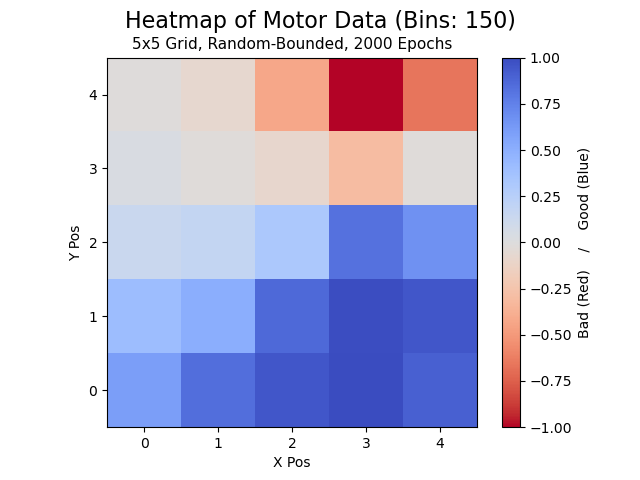 Heatmap of Motor Data (Bins: 150)
5x5 Grid, Random-Bounded, 2000 Epochs
4
3
2
1
0
Y Pos
0 1 2 3 4
X Pos
1.00
0.75
0.50
0.25
0.00
−0.25
−0.50
−0.75
−1.00
Bad (Red) / Good (Blue)